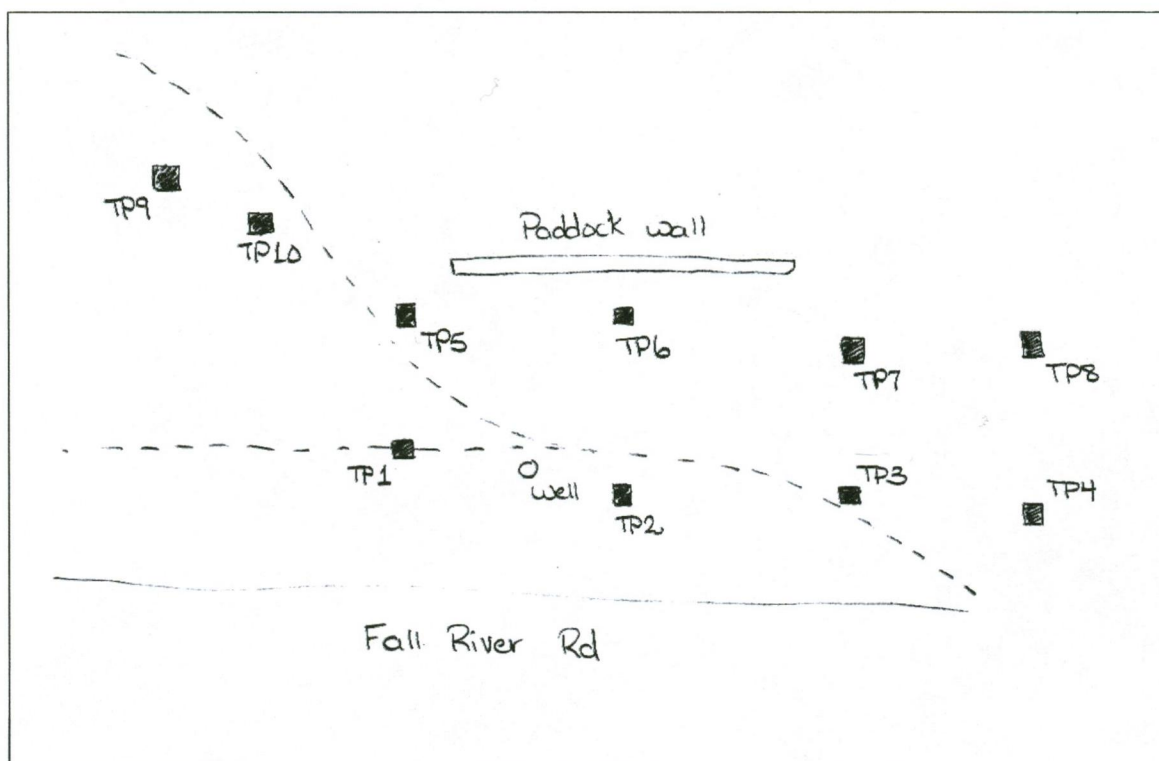 TP9
TP10
Paddock wall
TP5
TP6
TP7
TP8
TP1
well
TP2
TP3
TP4
Fall River Rd